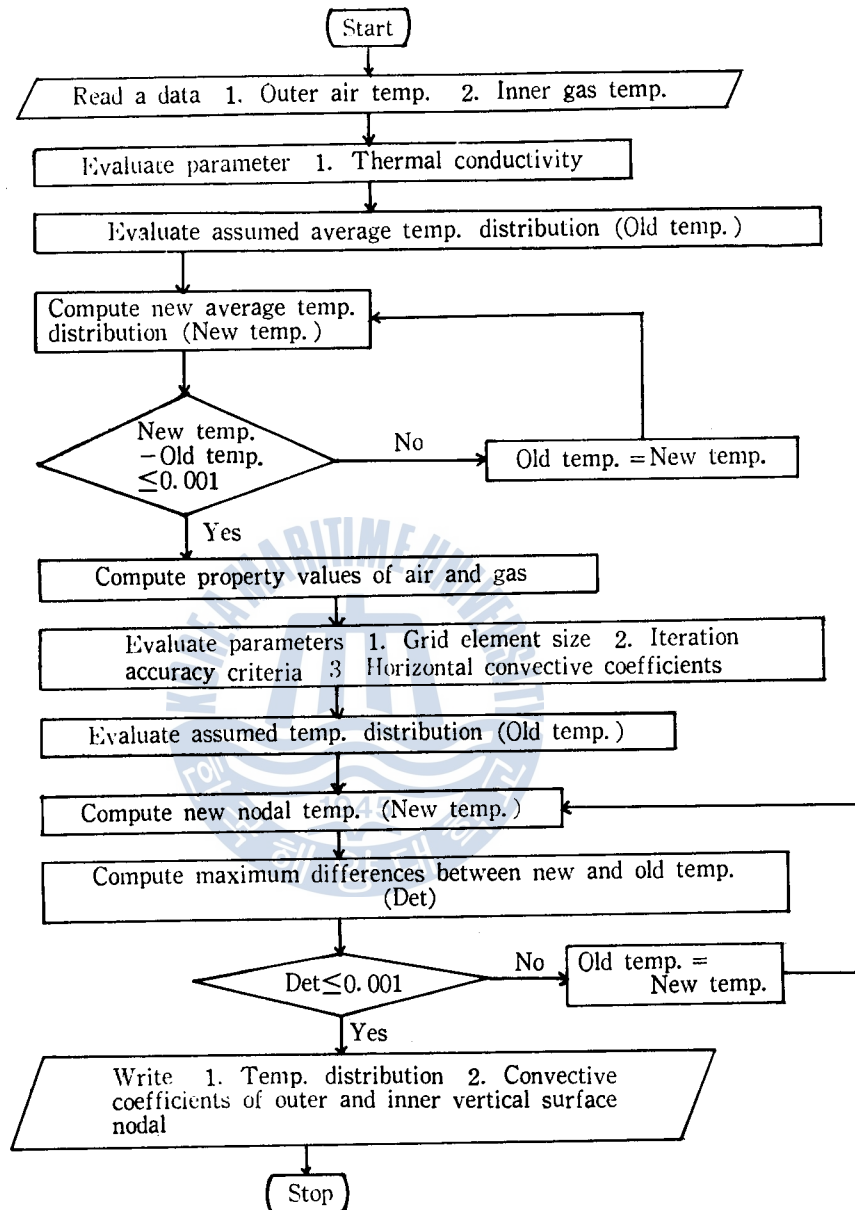 Start
Read a data 1. Outer air temp. 2. Inner gas temp.
Evaluate parameter 1. Thermal conductivity
Evaluate assumed average temp. distribution (Old temp.)
Compute new average temp.
distribution (New temp.)
New temp.
−Old temp.
≦0.001
No
Old temp. = New temp.
Yes
Compute property values of air and gas
Evaluate parameters 1. Grid element size 2. Iteration
accuracy criteria 3 Horizontal convective coefficients
Evaluate assumed temp. distribution (Old temp.)
Compute new nodal temp. (New temp.)
Compute maximum differences between new and old temp.
(Det)
Det≦0.001
No
Old temp. =
New temp.
Yes
Write 1. Temp. distribution 2. Convective
coefficients of outer and inner vertical surface
nodal
Stop
KOREA MARITIME UNIVERSITY
1945